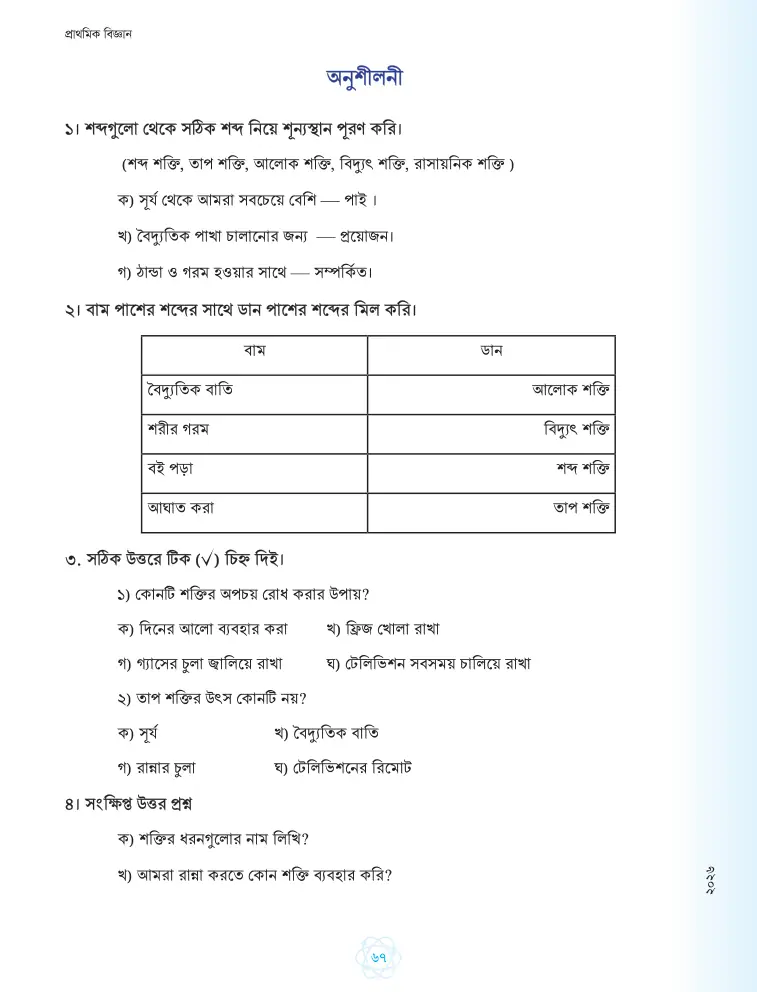 প্রাথমিক বিজ্ঞান
অনুশীলনী
১। শব্দগুলো থেকে সঠিক শব্দ নিয়ে শূন্যস্থান পূরণ করি।
(শব্দ শক্তি, তাপ শক্তি, আলোক শক্তি, বিদ্যুৎ শক্তি, রাসায়নিক শক্তি )
ক) সূর্য থেকে আমরা সবচেয়ে বেশি — পাই ।
খ) বৈদ্যুতিক পাখা চালানোর জন্য — প্রয়োজন।
গ) ঠান্ডা ও গরম হওয়ার সাথে — সম্পর্কিত।
২। বাম পাশের শব্দের সাথে ডান পাশের শব্দের মিল করি।
বাম ডান
বৈদ্যুতিক বাতি আলোক শক্তি
শরীর গরম বিদ্যুৎ শক্তি
বই পড়া শব্দ শক্তি
আঘাত করা তাপ শক্তি
৩. সঠিক উত্তরে টিক (√) চিহ্ন দিই।
১) কোনটি শক্তির অপচয় রোধ করার উপায়?
ক) দিনের আলো ব্যবহার করা খ) ফ্রিজ খোলা রাখা
গ) গ্যাসের চুলা জ্বালিয়ে রাখা ঘ) টেলিভিশন সবসময় চালিয়ে রাখা
২) তাপ শক্তির উৎস কোনটি নয়?
ক) সূর্য খ) বৈদ্যুতিক বাতি
গ) রান্নার চুলা ঘ) টেলিভিশনের রিমোট
৪। সংক্ষিপ্ত উত্তর প্রশ্ন
ক) শক্তির ধরনগুলোর নাম লিখি?
খ) আমরা রান্না করতে কোন শক্তি ব্যবহার করি?
২০২৬
৬৭